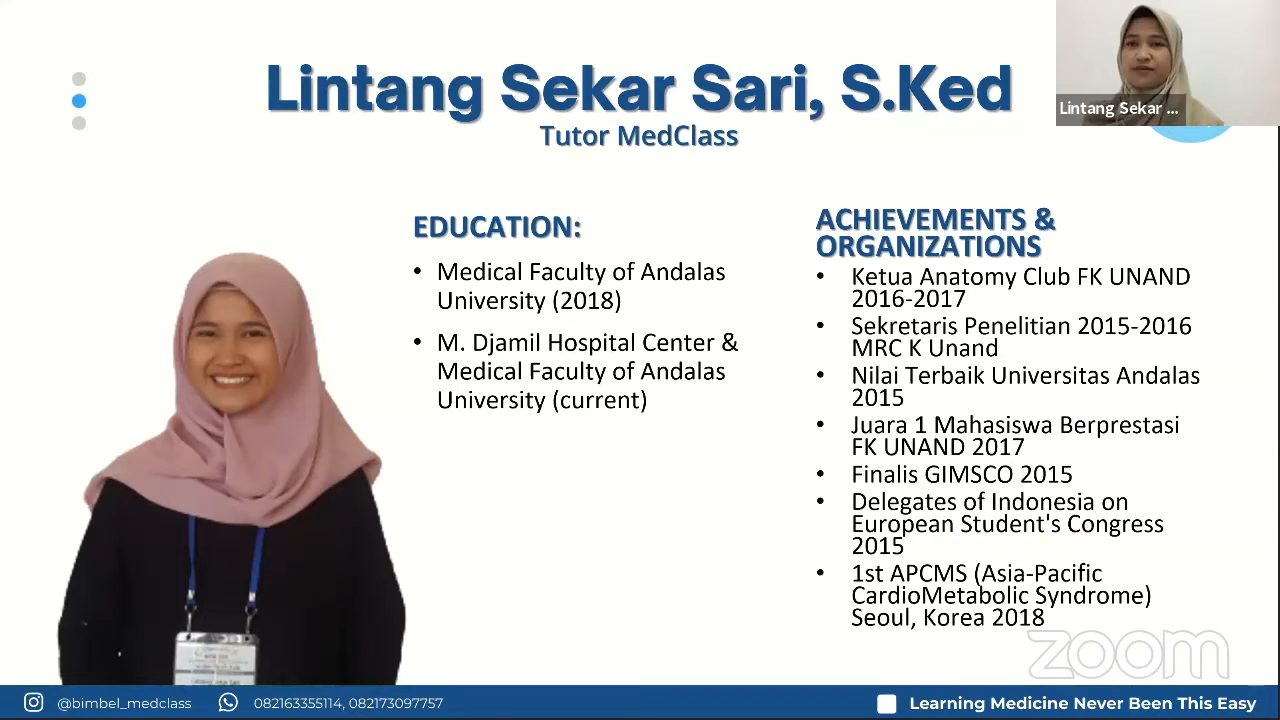 Lintang Sekar Sari, S.Ked
Tutor MedClass
Lintang Sekar ...
EDUCATION:
• Medical Faculty of Andalas
University (2018)
• M. Djamil Hospital Center &
Medical Faculty of Andalas
University (current)
ACHIEVEMENTS &
ORGANIZATIONS
• Ketua Anatomy Club FK UNAND
2016-2017
• Sekretaris Penelitian 2015-2016
MRC K Unand
• Nilai Terbaik Universitas Andalas
2015
• Juara 1 Mahasiswa Berprestasi
FK UNAND 2017
• Finalis GIMSCO 2015
• Delegates of Indonesia on
European Student's Congress
2015
• 1st APCMS (Asia-Pacific
CardioMetabolic Syndrome)
Seoul, Korea 2018
zoom
@bimbel_medclass
082163355114, 082173097757
Learning Medicine Never Been This Easy